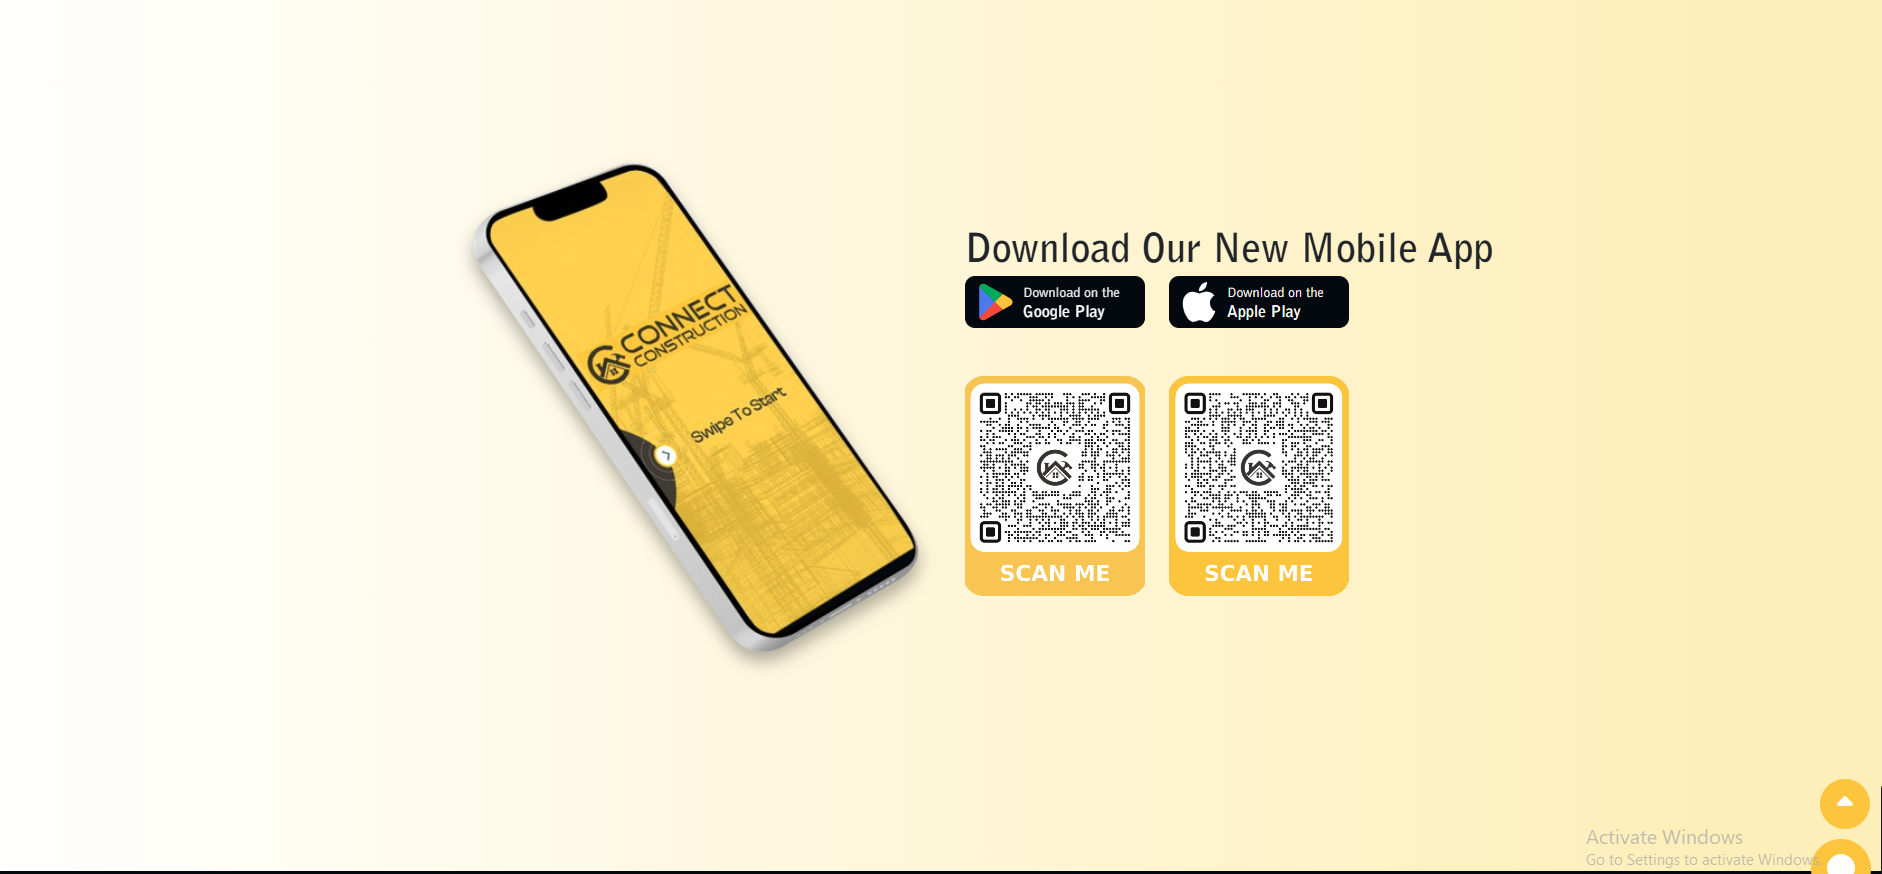 CONNECT
CONSTRUCTION
Swipe To Start
Download Our New Mobile App
Download on the
Google Play
Download on the
Apple Play
SCAN ME
SCAN ME
Activate Windows
Go to Settings to activate Windows.